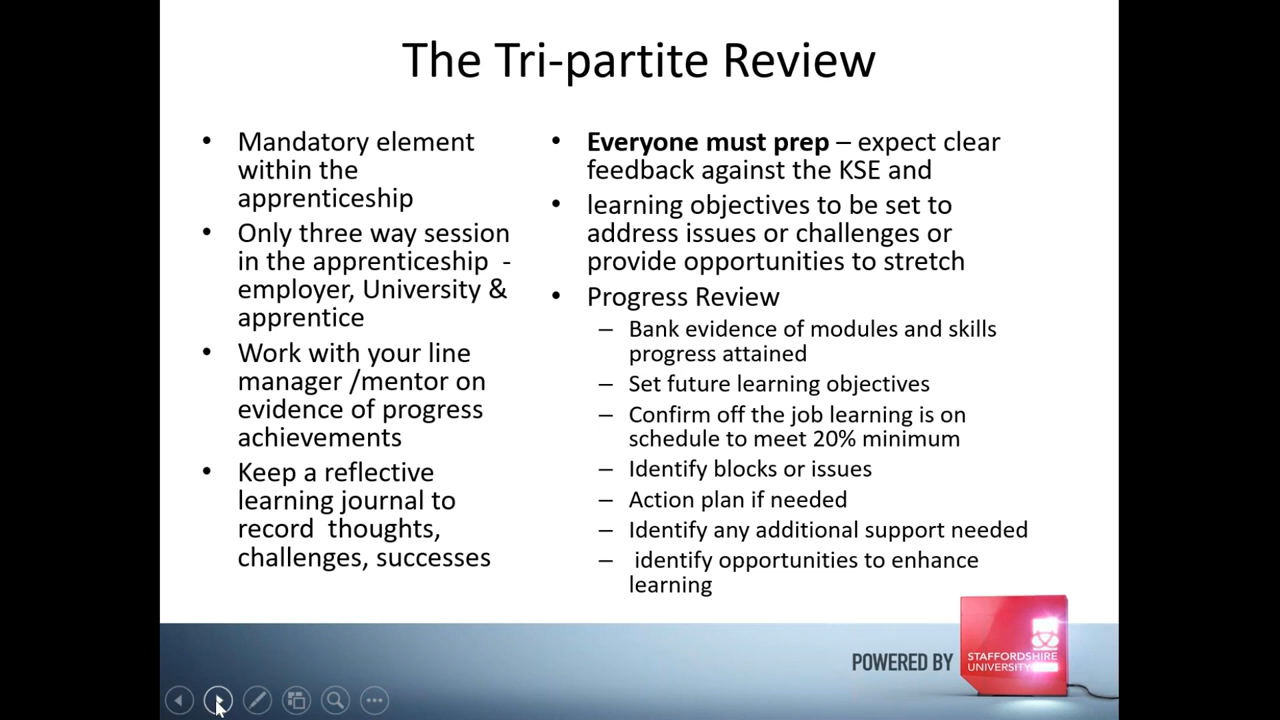 The Tri-partite Review
• Mandatory element
within the
apprenticeship
• Only three way session
in the apprenticeship  -
employer, University &
apprentice
• Work with your line
manager /mentor on
evidence of progress
achievements
• Keep a reflective
learning journal to
record  thoughts,
challenges, successes
• Everyone must prep – expect clear
feedback against the KSE and
• learning objectives to be set to
address issues or challenges or
provide opportunities to stretch
• Progress Review
– Bank evidence of modules and skills
progress attained
– Set future learning objectives
– Confirm off the job learning is on
schedule to meet 20% minimum
– Identify blocks or issues
– Action plan if needed
– Identify any additional support needed
–  identify opportunities to enhance
learning
POWERED BY
STAFFORDSHIRE
UNIVERSITY